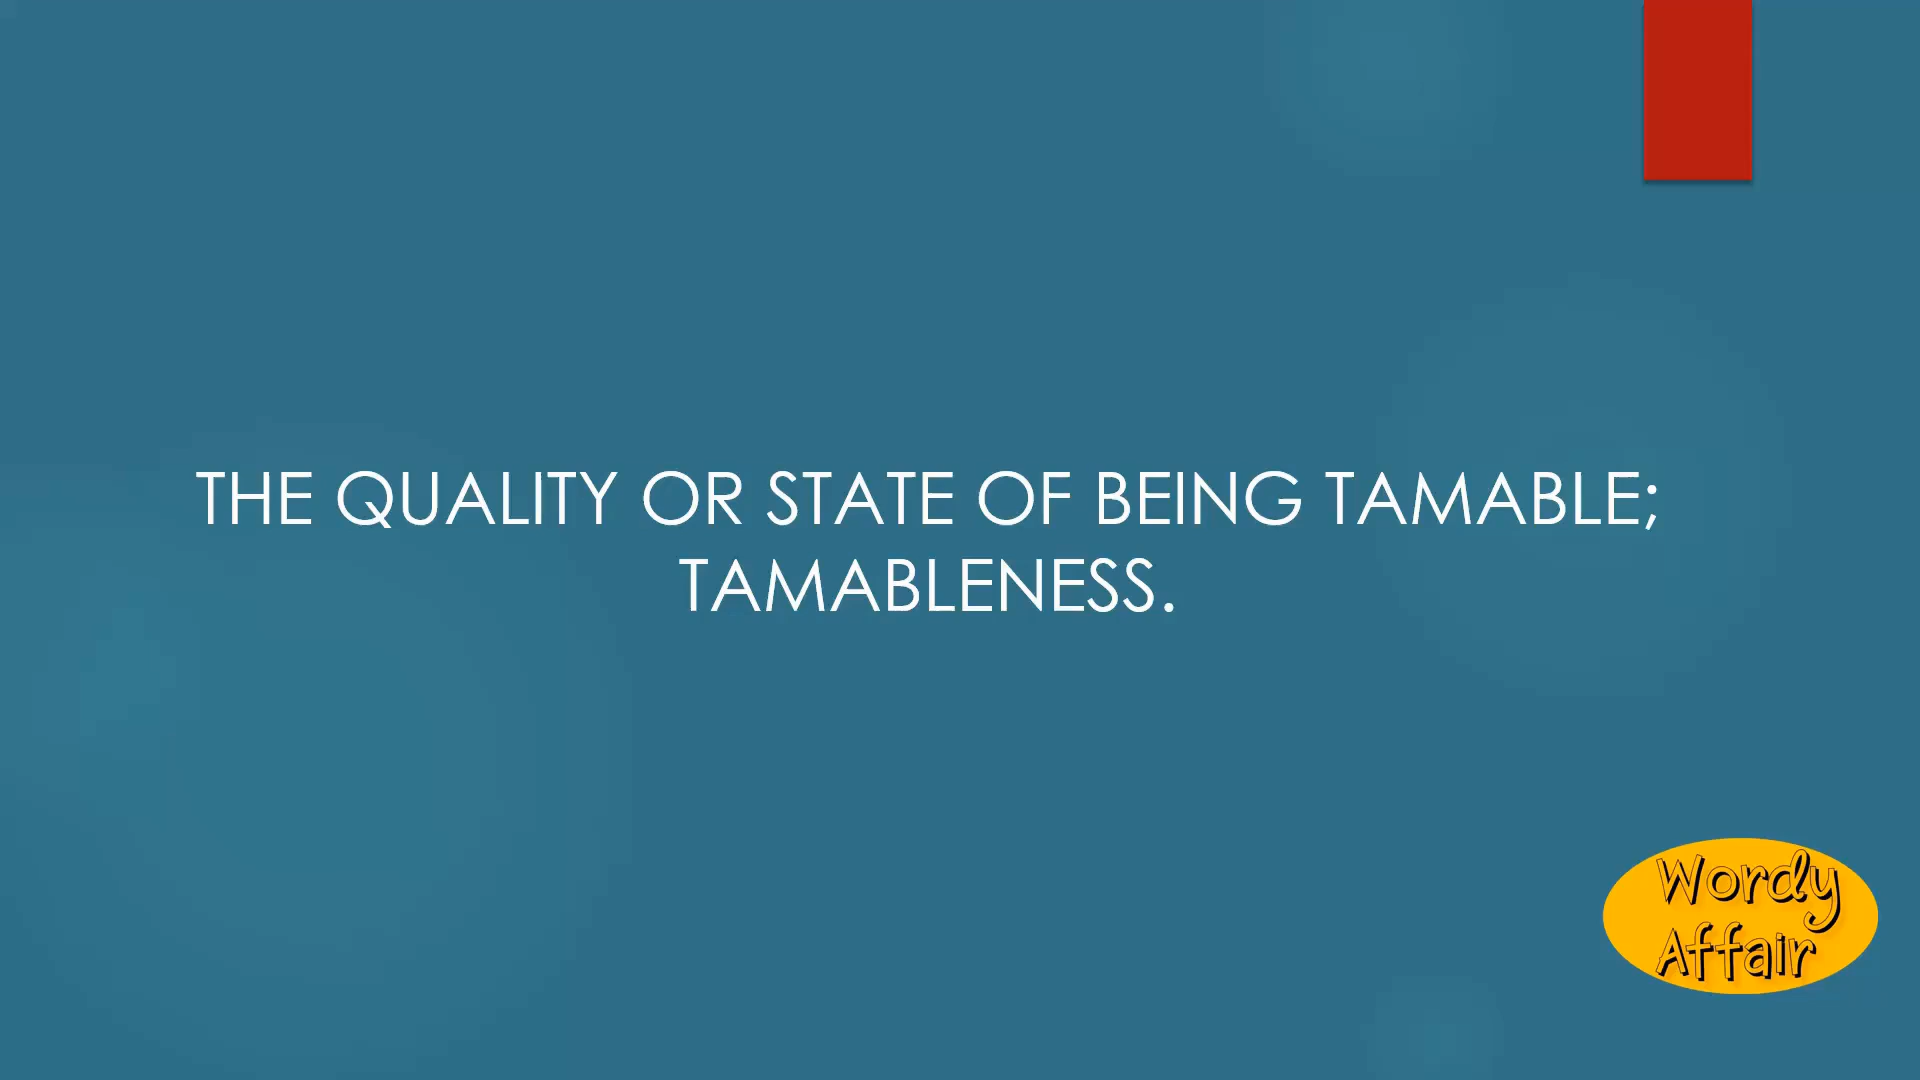 THE QUALITY OR STATE OF BEING TAMABLE;
TAMABLENESS.
Wordy
Affair